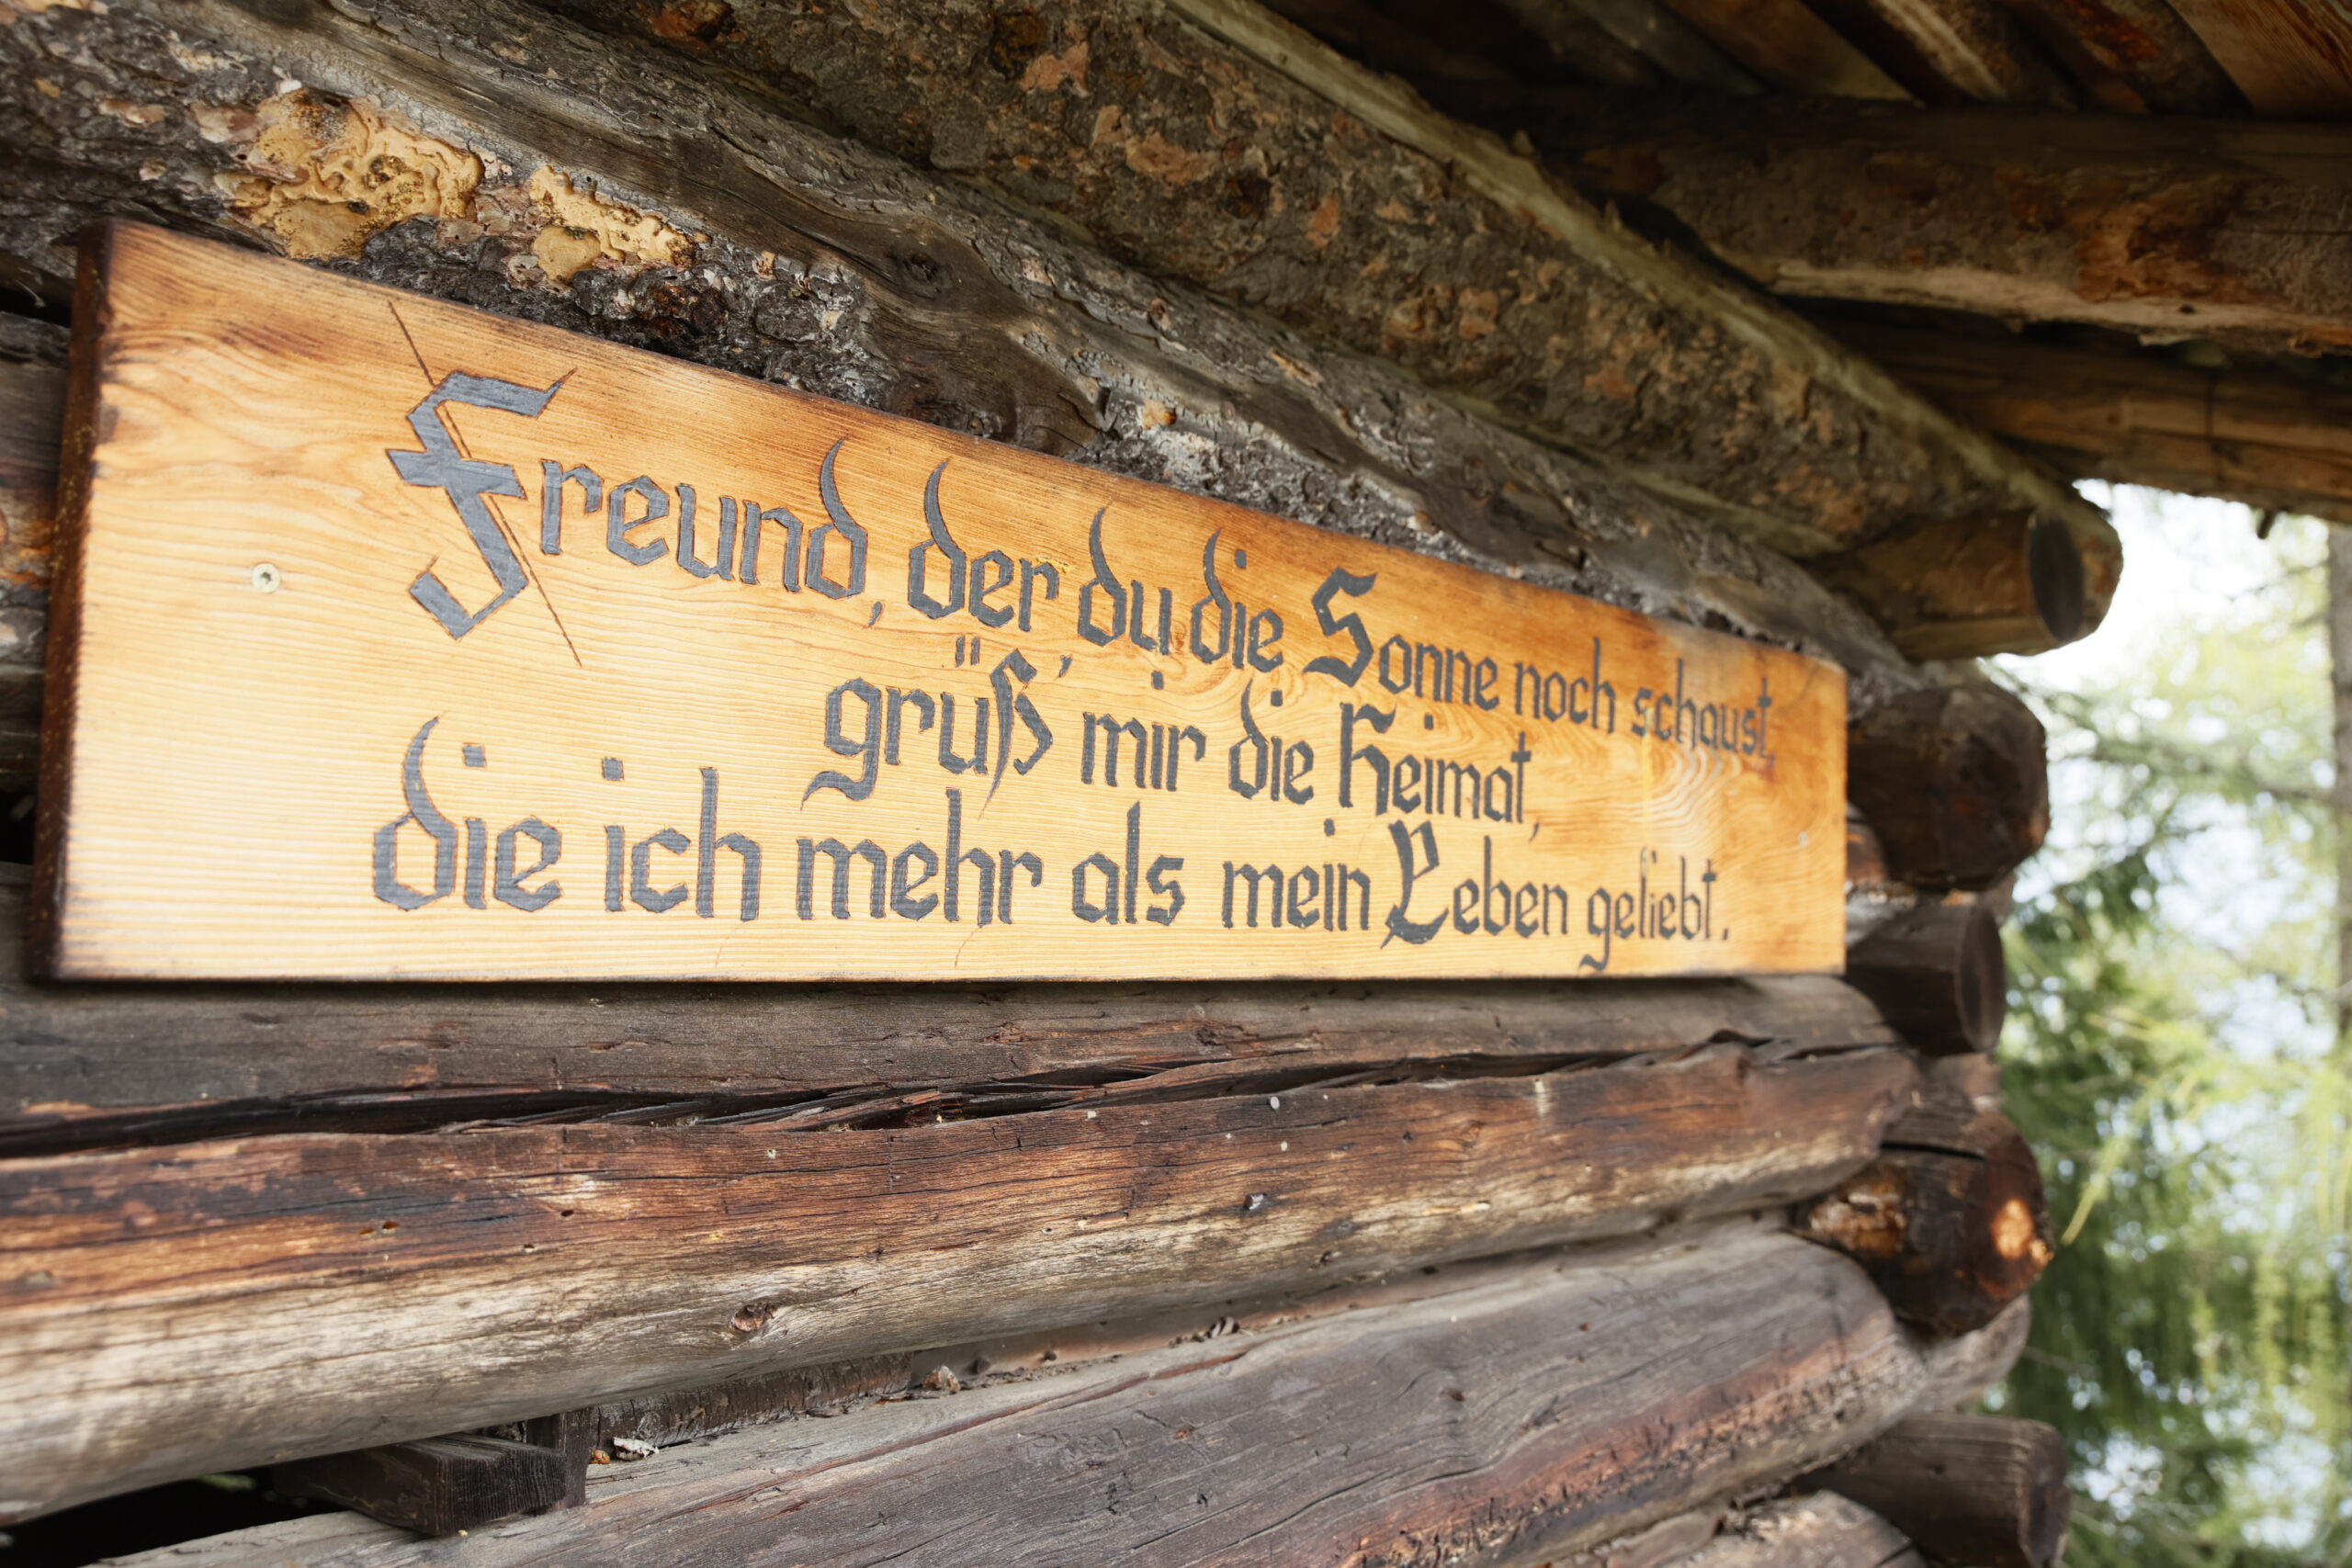 Freund, der du die Sonne noch schaust,
grüß' mir die Heimat,
die ich mehr als mein Leben geliebt.